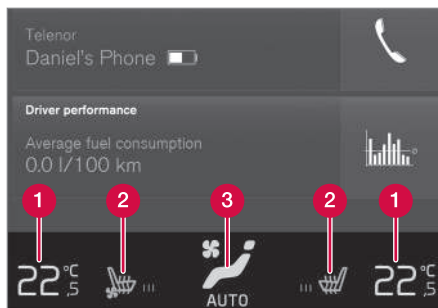 Telenor
Daniel's Phone
Driver performance
Average fuel consumption
0.0 l/100 km
1
2
3
2
1
22°C,5
AUTO
22°C,5